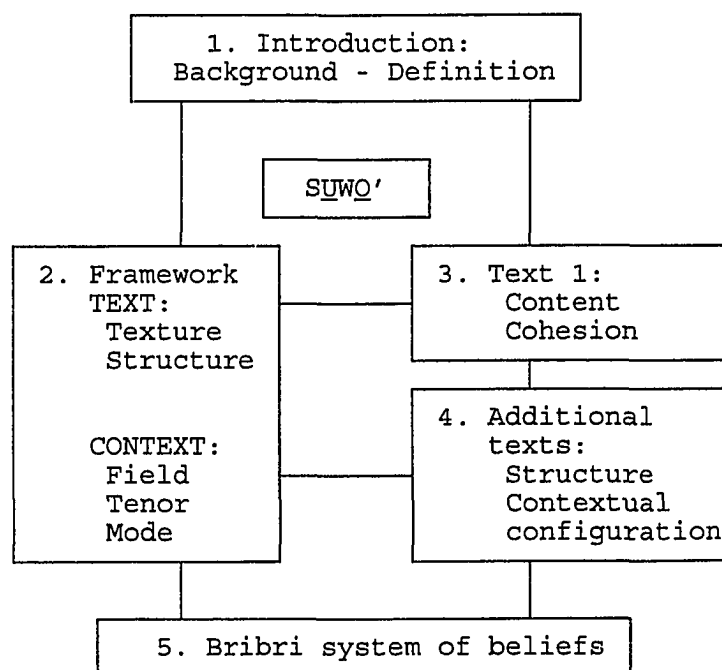 1. Introduction:
Background - Definition
SUWO'
2. Framework
TEXT:
Texture
Structure
CONTEXT:
Field
Tenor
Mode
3. Text 1:
Content
Cohesion
4. Additional
texts:
Structure
Contextual
configuration
5. Bribri system of beliefs